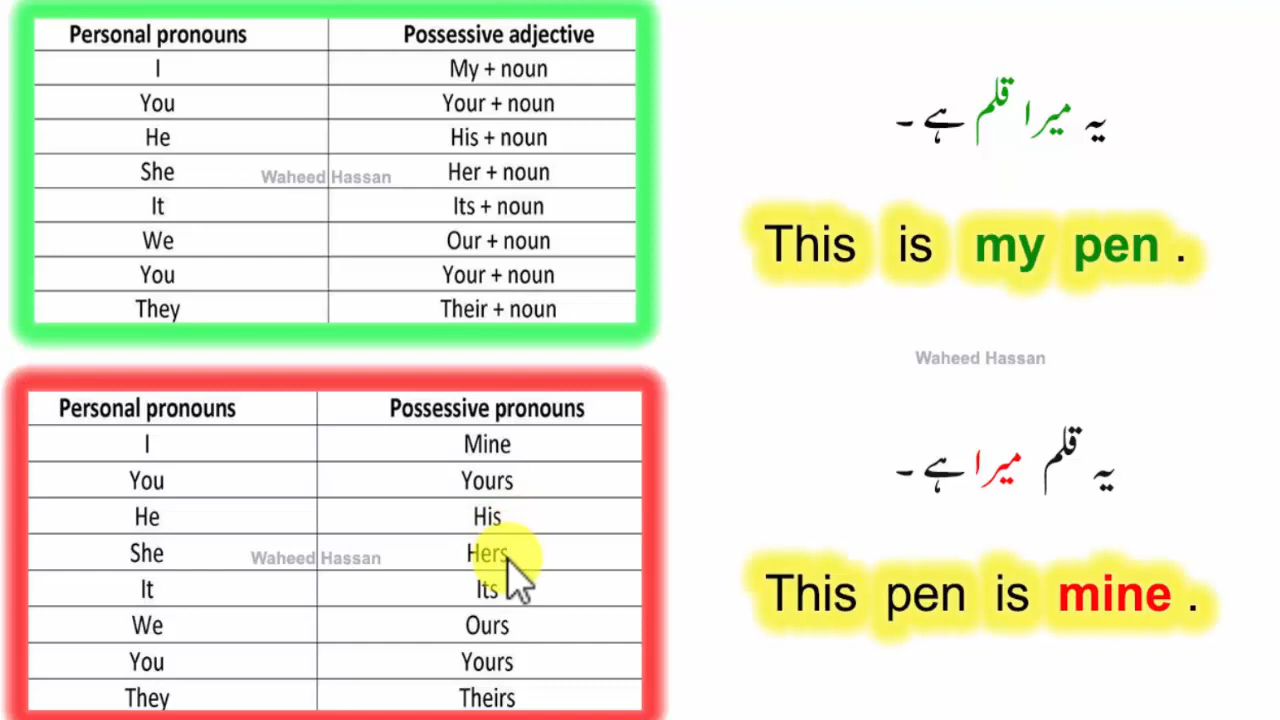 Personal pronouns Possessive adjective
I My + noun
You Your + noun
He His + noun
She Her + noun
Waheed Hassan
It Its + noun
We Our + noun
You Your + noun
They Their + noun
یہ میرا قلم ہے ۔
This is my pen .
Waheed Hassan
Personal pronouns Possessive pronouns
I Mine
You Yours
He His
She Hers
Waheed Hassan
It Its
We Ours
You Yours
They Theirs
یہ قلم میرا ہے ۔
This pen is mine .